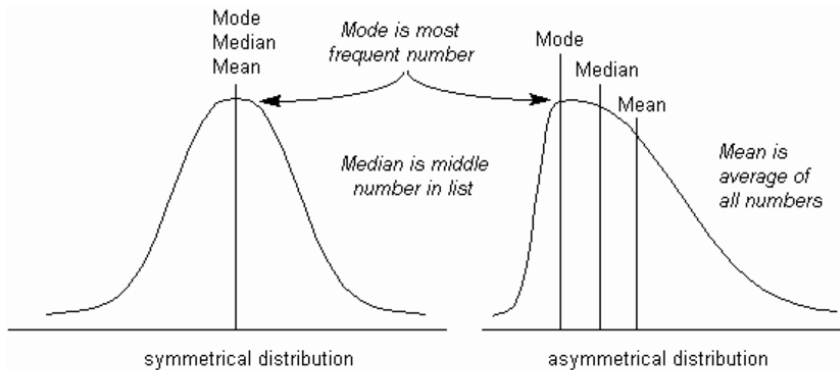 Mode
Median
Mean
Mode is most
frequent number
Mode
Median
Mean
Median is middle
number in list
Mean is
average of
all numbers
symmetrical distribution
asymmetrical distribution